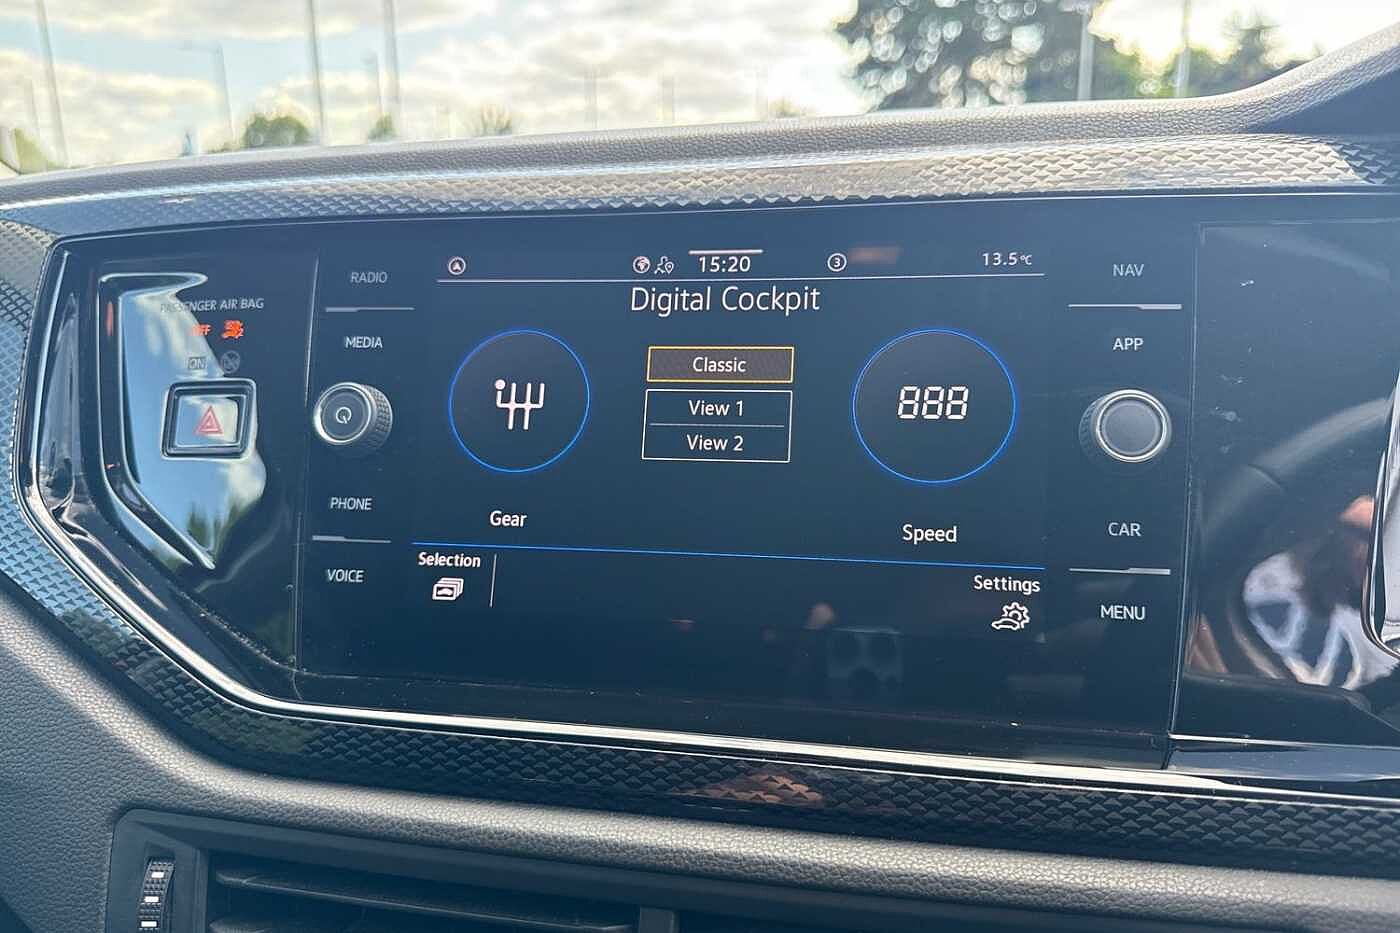 PASSENGER AIR BAG
OFF
ON
RADIO
MEDIA
PHONE
VOICE
15:20
3
13.5°C
Digital Cockpit
Classic
View 1
View 2
888
Gear
Speed
Selection
Settings
NAV
APP
CAR
MENU